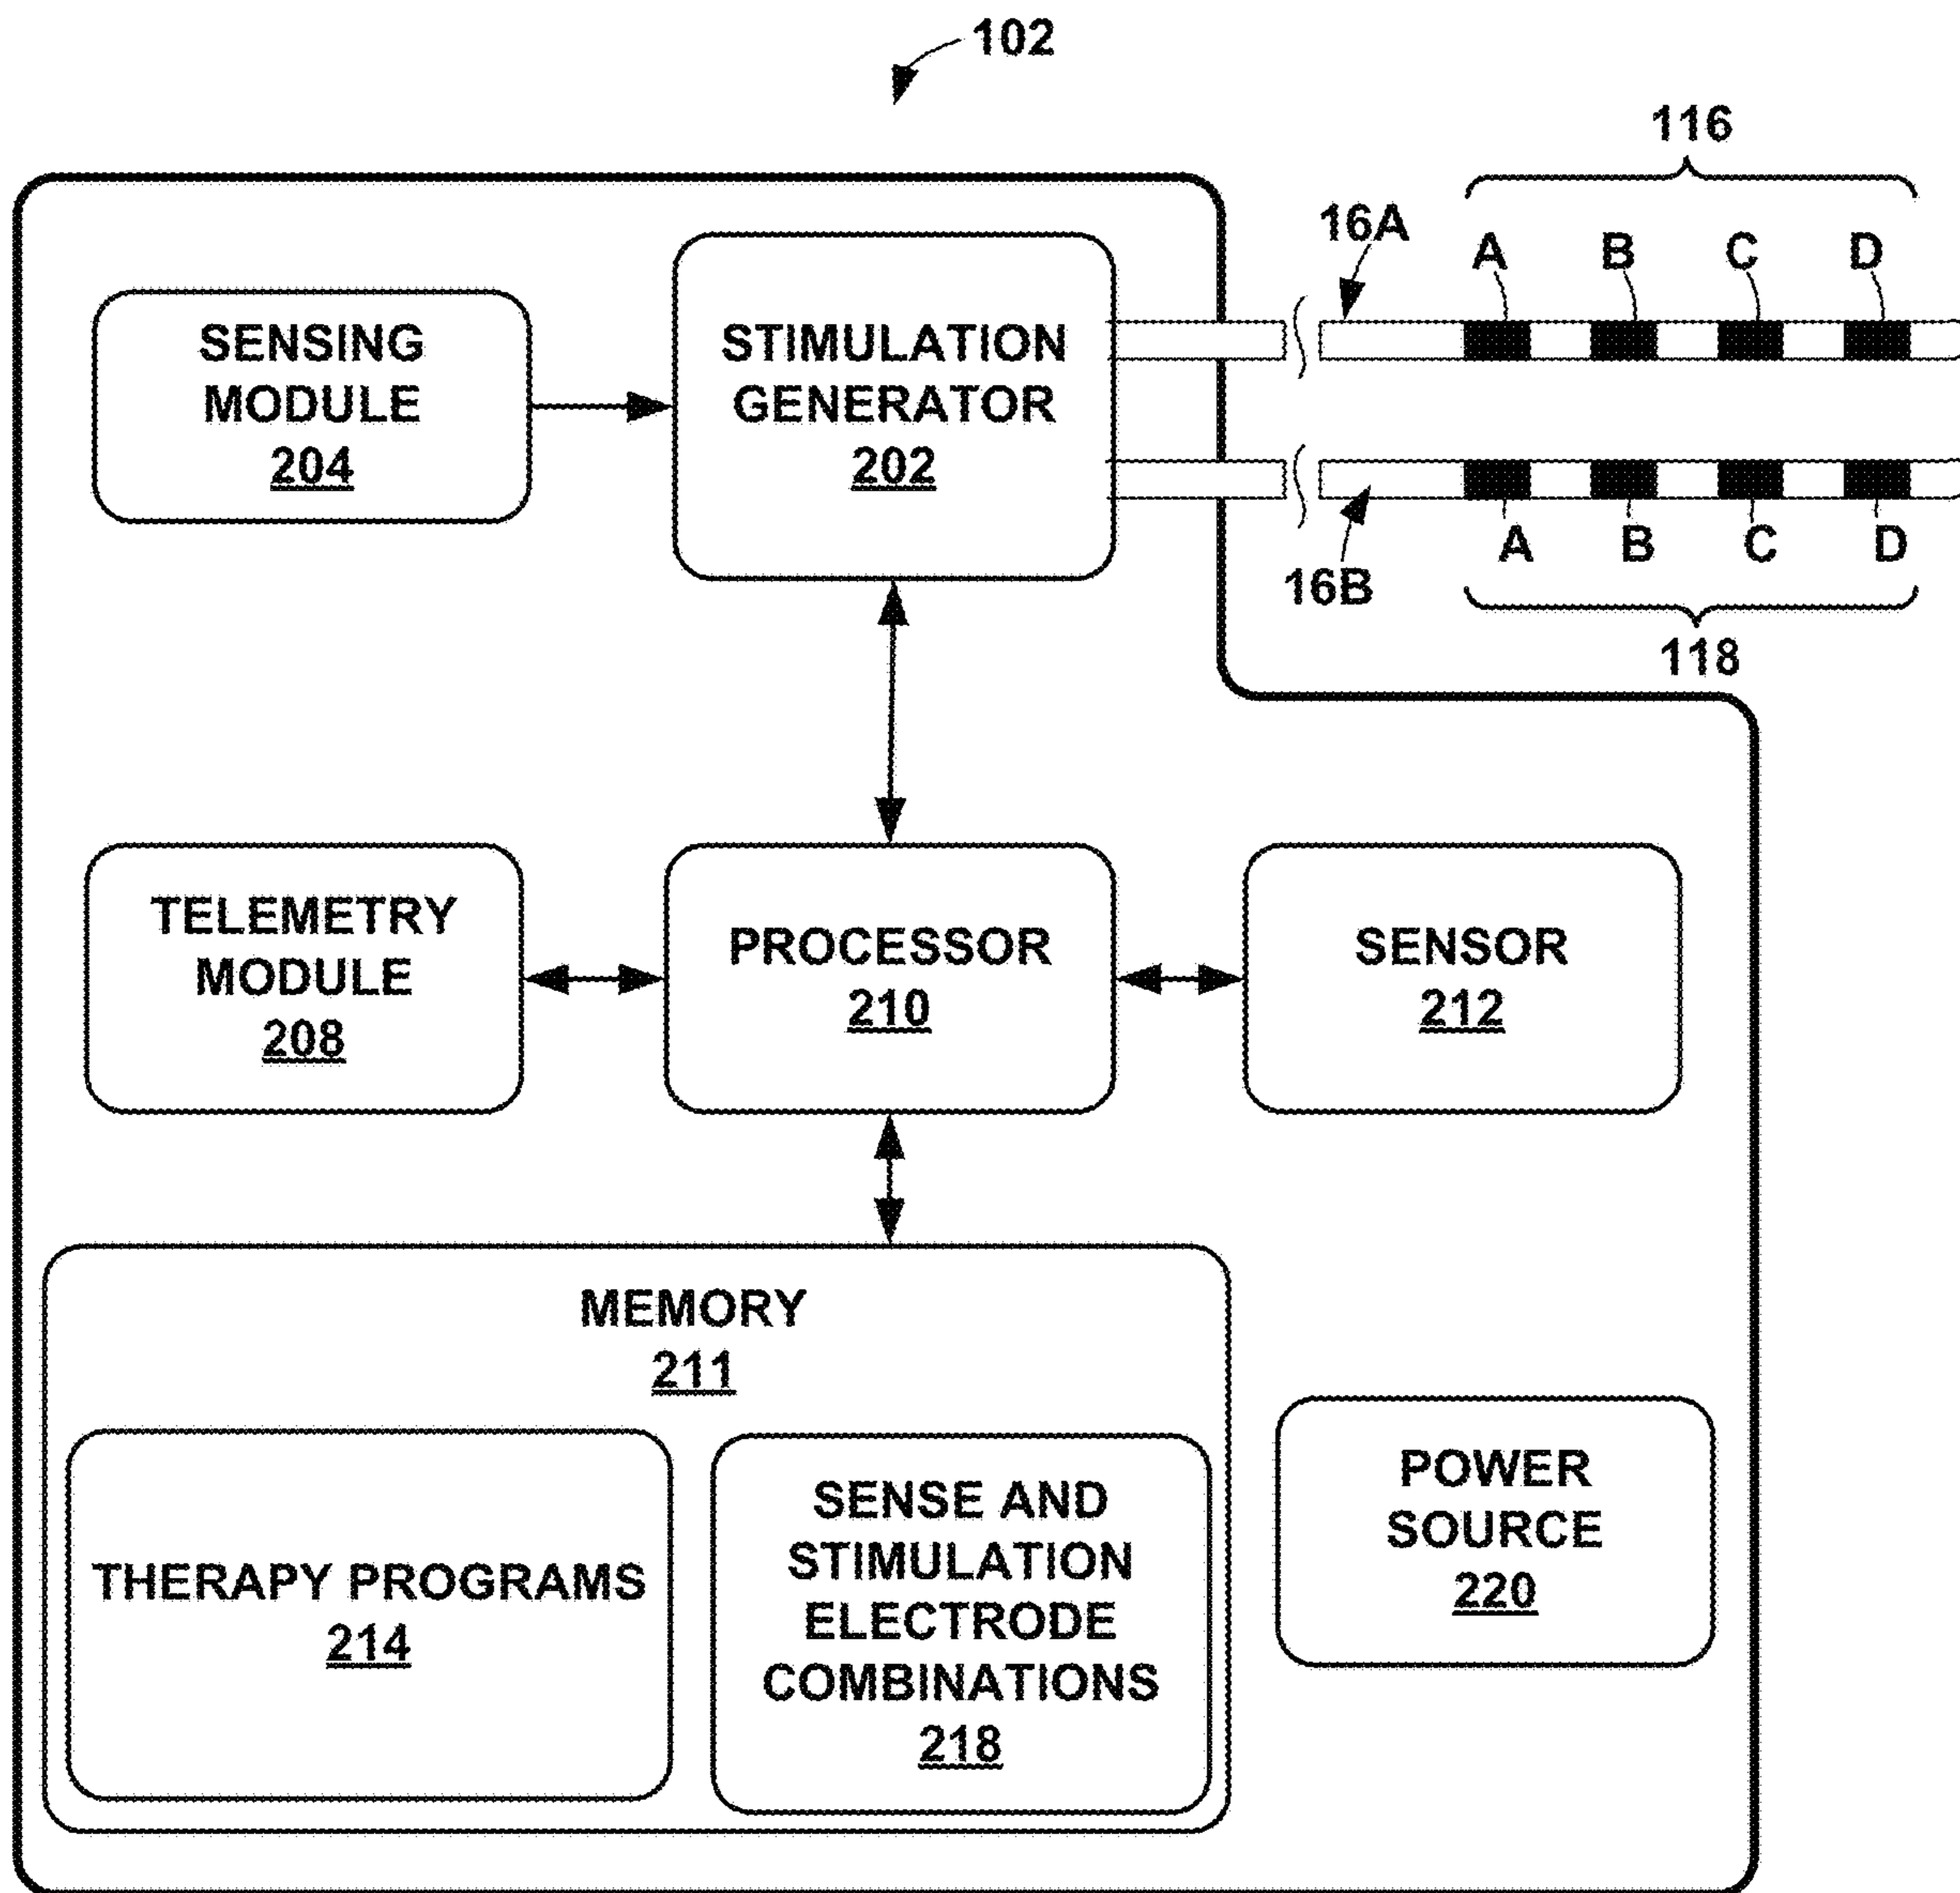 102
116
16A
A B C D
SENSING
MODULE
204
STIMULATION
GENERATOR
202
A B C D
16B
118
TELEMETRY
MODULE
208
PROCESSOR
210
SENSOR
212
MEMORY
211
THERAPY PROGRAMS
214
SENSE AND
STIMULATION
ELECTRODE
COMBINATIONS
218
POWER
SOURCE
220